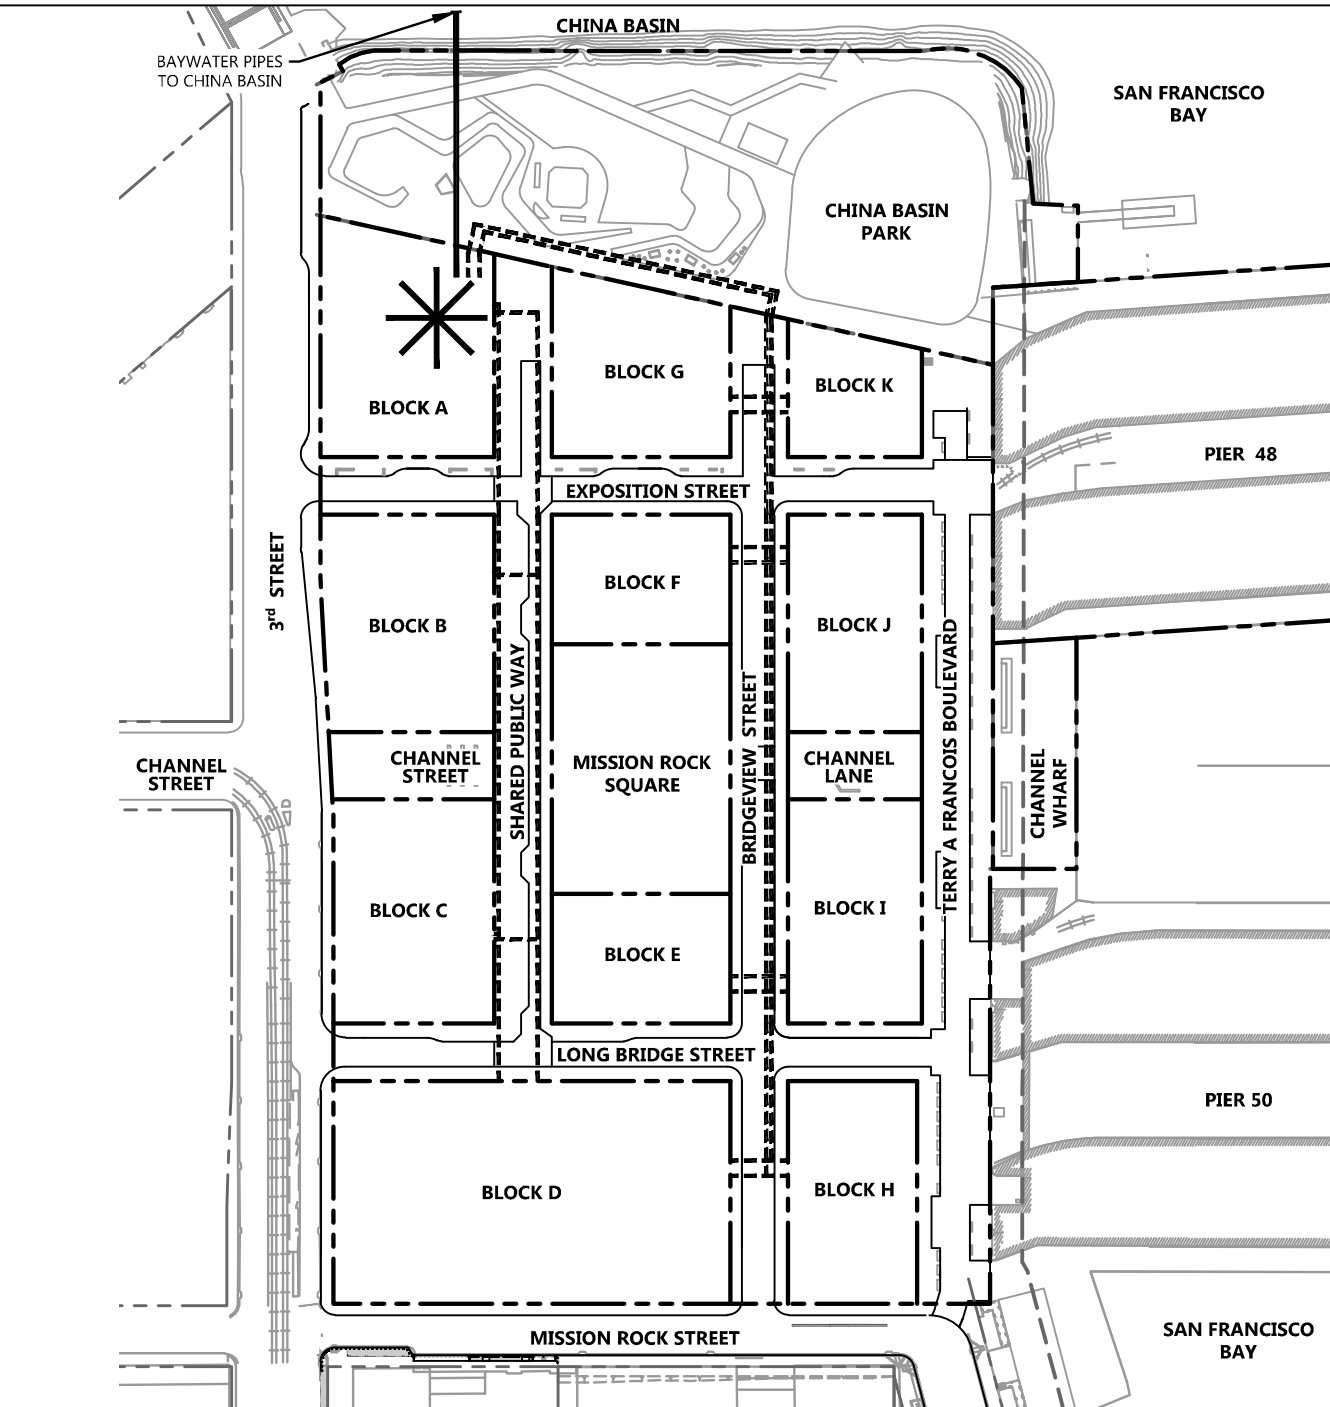 CHINA BASIN
BAYWATER PIPES
TO CHINA BASIN
SAN FRANCISCO
BAY
CHINA BASIN
PARK
BLOCK G
BLOCK K
BLOCK A
PIER 48
EXPOSITION STREET
3rd STREET
BLOCK F
BLOCK B
BLOCK J
SHARED PUBLIC WAY
BRIDGEVIEW STREET
TERRY A FRANCOIS BOULEVARD
CHANNEL
STREET
CHANNEL
STREET
MISSION ROCK
SQUARE
CHANNEL
LANE
CHANNEL
WHARF
BLOCK C
BLOCK I
BLOCK E
LONG BRIDGE STREET
PIER 50
BLOCK D
BLOCK H
MISSION ROCK STREET
SAN FRANCISCO
BAY